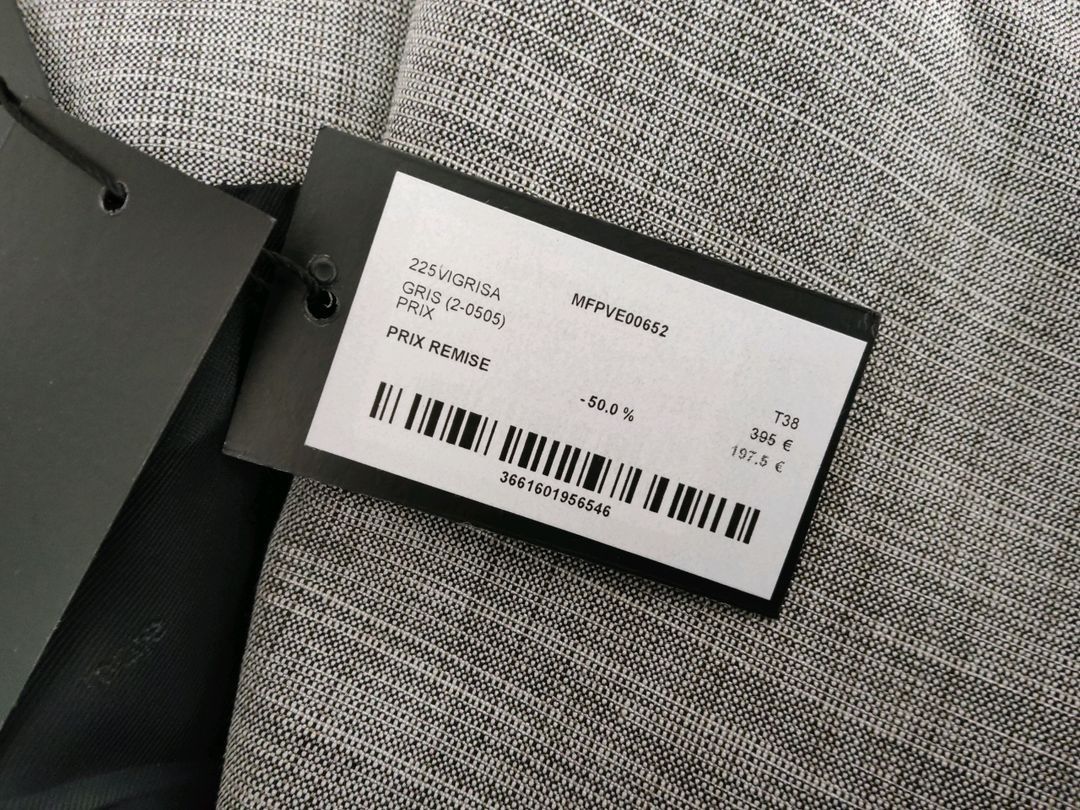 225VIGRISA
GRIS (2-0505) MFPVE00652
PRIX T38
PRIX REMISE 395 €
-50.0 % 197.5 €
3661601956546